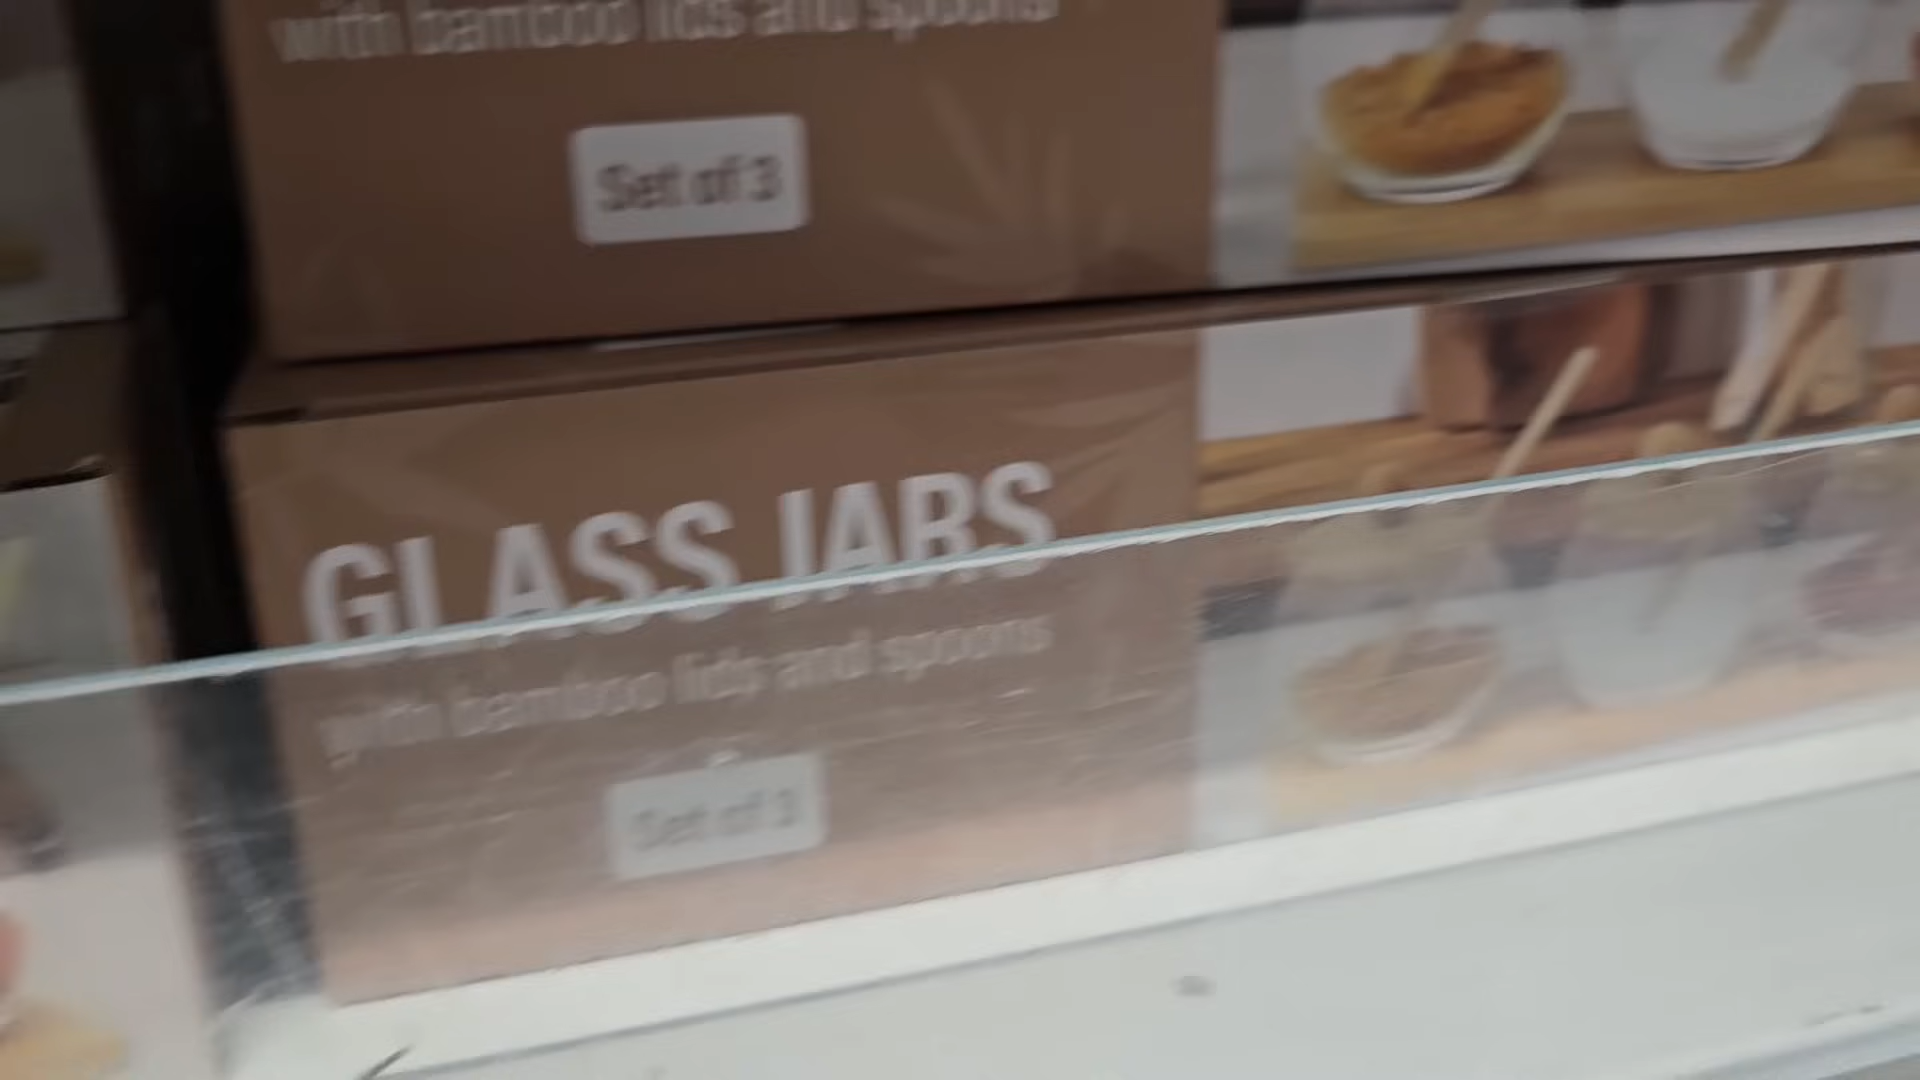 with bamboo lids and spoons
Set of 3
GLASS JARS
with bamboo lids and spoons
Set of 3